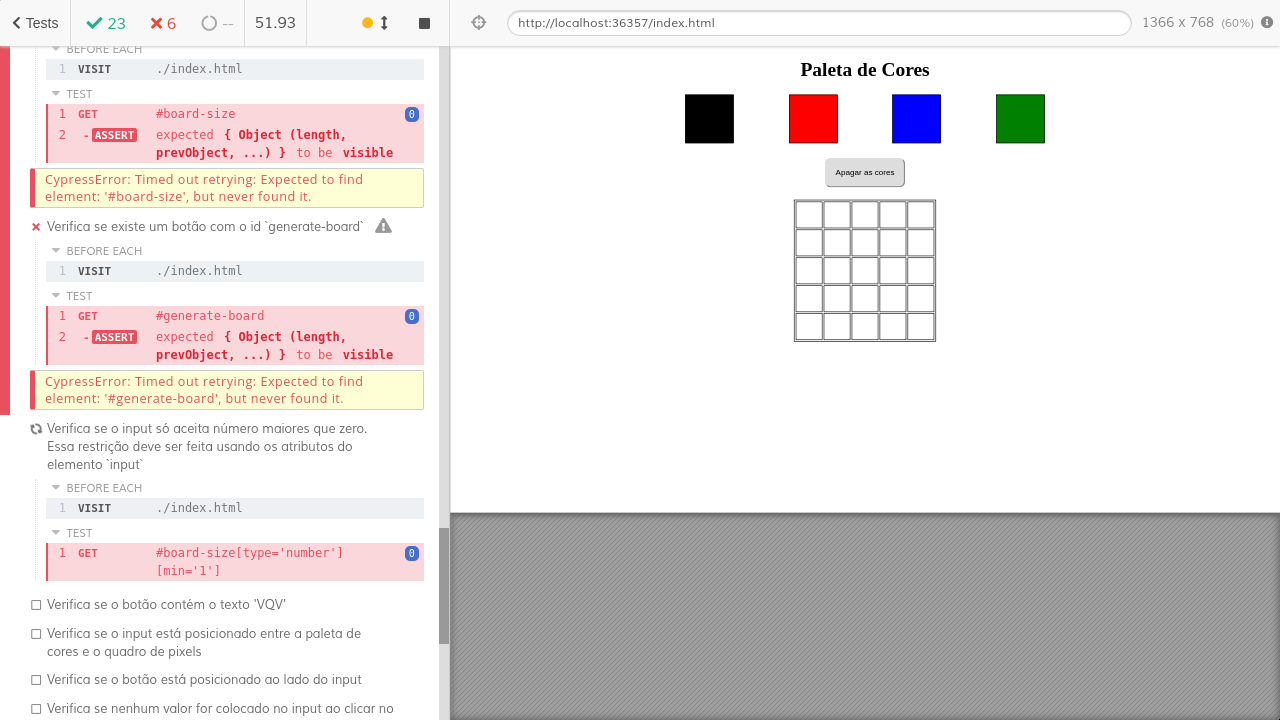 Tests
23
6
--
51.93
http://localhost:36357/index.html
1366 x 768 (60%)
BEFORE EACH
1 VISIT ./index.html
TEST
1 GET #board-size 0
2 - ASSERT expected { Object (length,
prevObject, ...) } to be visible
CypressError: Timed out retrying: Expected to find
element: '#board-size', but never found it.
Verifica se existe um botão com o id `generate-board`
BEFORE EACH
1 VISIT ./index.html
TEST
1 GET #generate-board 0
2 - ASSERT expected { Object (length,
prevObject, ...) } to be visible
CypressError: Timed out retrying: Expected to find
element: '#generate-board', but never found it.
Verifica se o input só aceita número maiores que zero.
Essa restrição deve ser feita usando os atributos do
elemento `input`
BEFORE EACH
1 VISIT ./index.html
TEST
1 GET #board-size[type='number'] 0
[min='1']
Verifica se o botão contém o texto 'VQV'
Verifica se o input está posicionado entre a paleta de
cores e o quadro de pixels
Verifica se o botão está posicionado ao lado do input
Verifica se nenhum valor for colocado no input ao clicar no
Paleta de Cores
Apagar as cores